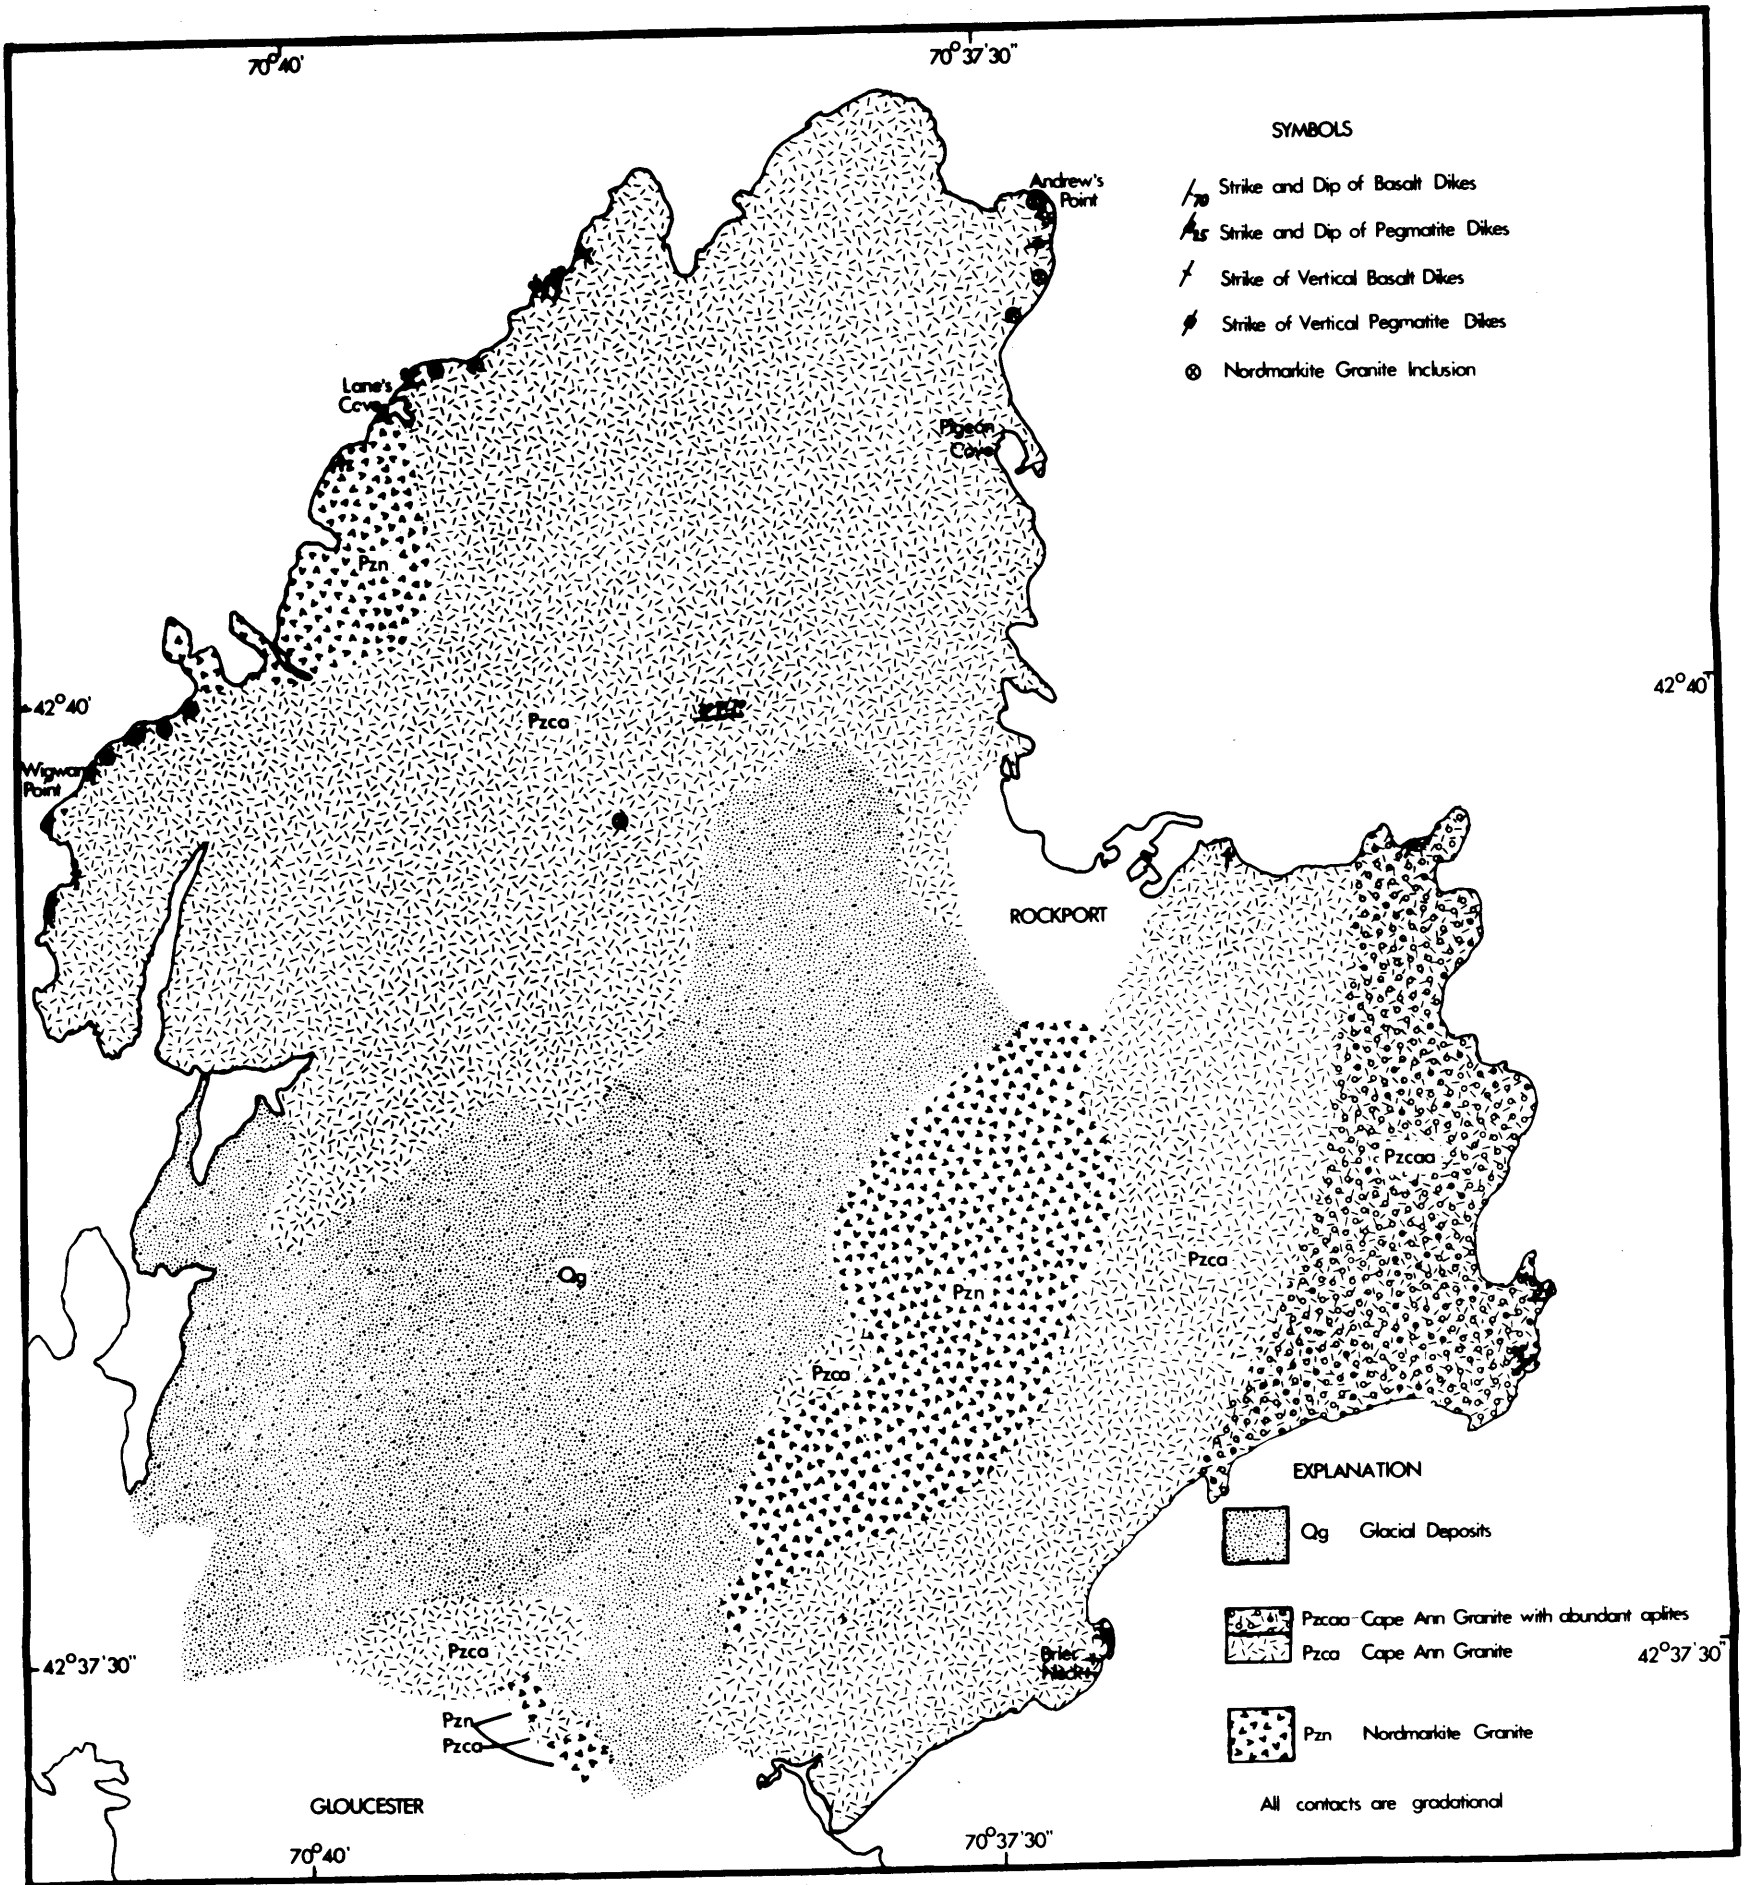 70°40'
70°37'30"
SYMBOLS
Andrew's
Point
70 Strike and Dip of Basalt Dikes
25 Strike and Dip of Pegmatite Dikes
Strike of Vertical Basalt Dikes
Strike of Vertical Pegmatite Dikes
Nordmarkite Granite Inclusion
Lane's
Cove
Pigeon
Cove
Pzn
42°40'
42°40'
Pzca
Wigwam
Point
ROCKPORT
Pzcaa
Pzca
Qg
Pzn
Pzca
EXPLANATION
Qg Glacial Deposits
Pzcaa Cape Ann Granite with abundant aplites
Pzca Cape Ann Granite
Pzca
Brier
Neck
42°37'30"
42°37'30"
Pzn
Pzca
Pzn Nordmarkite Granite
All contacts are gradational
GLOUCESTER
70°40'
70°37'30"